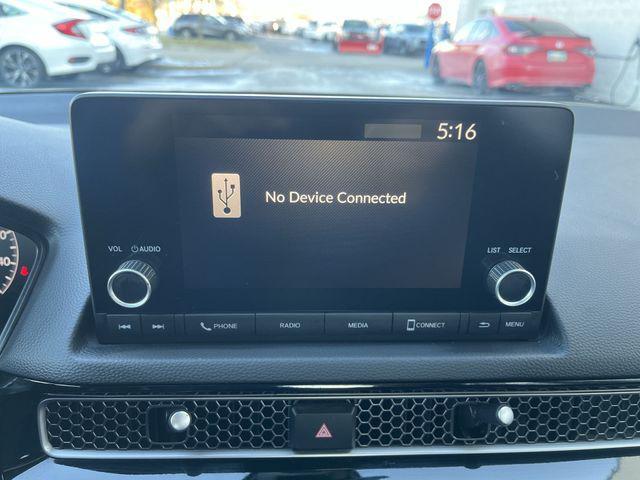 5:16
No Device Connected
VOL AUDIO
LIST SELECT
PHONE RADIO MEDIA CONNECT MENU